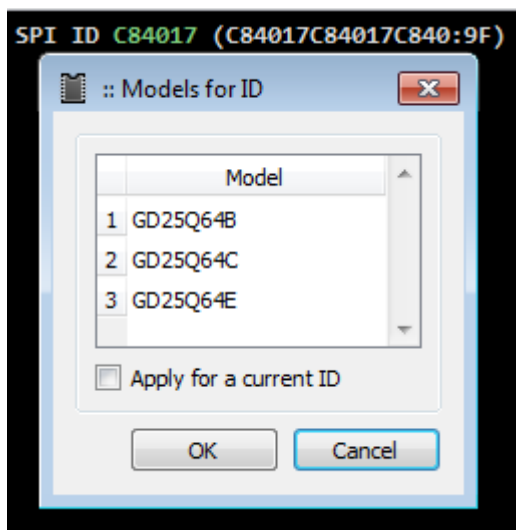 SPI ID C84017 (C84017C84017C840:9F)
:: Models for ID
Model
1 GD25Q64B
2 GD25Q64C
3 GD25Q64E
Apply for a current ID
OK Cancel